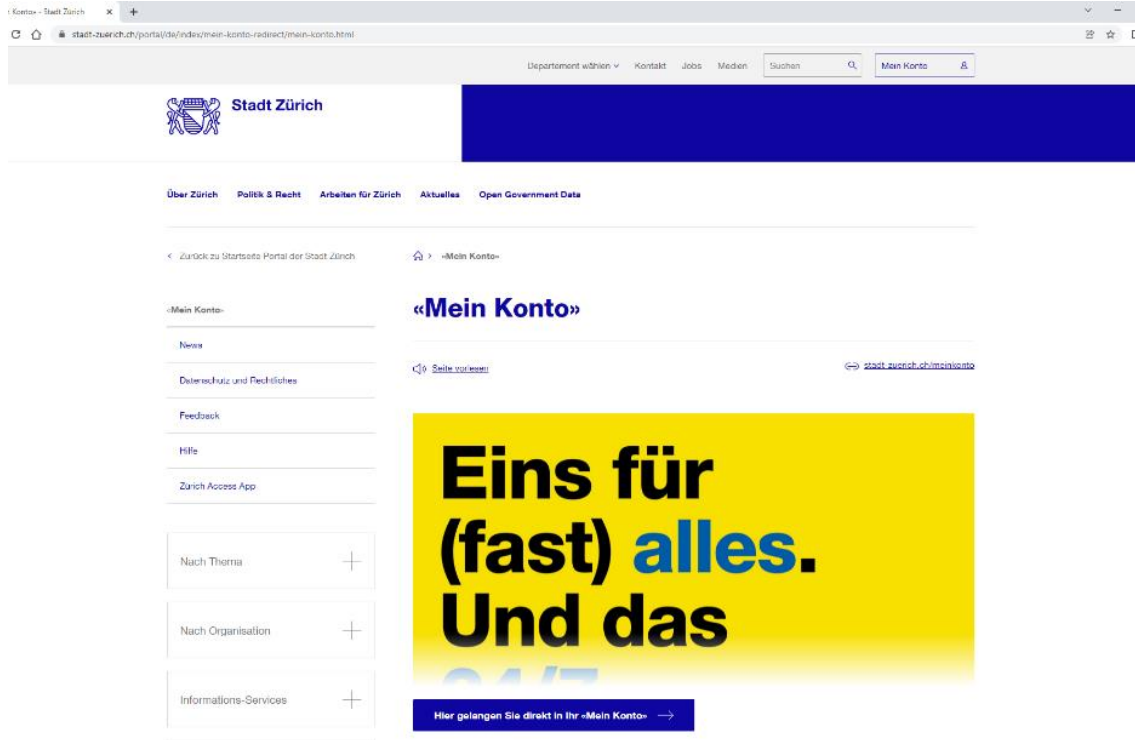 Konto» - Stadt Zürich
stadt-zuerich.ch/portal/de/index/mein-konto-redirect/mein-konto.html
Departement wählen Kontakt Jobs Medien Suchen Mein Konto
Stadt Zürich
Über Zürich Politik & Recht Arbeiten für Zürich Aktuelles Open Government Data
Zurück zu Startseite Portal der Stadt Zürich
«Mein Konto»
«Mein Konto»
«Mein Konto»
News
Seite vorlesen
stadt-zuerich.ch/meinkonto
Datenschutz und Rechtliches
Feedback
Hilfe
Zürich Access App
Nach Thema
Nach Organisation
Informations-Services
Eins für
(fast) alles.
Und das
24/7
Hier gelangen Sie direkt in Ihr «Mein Konto»